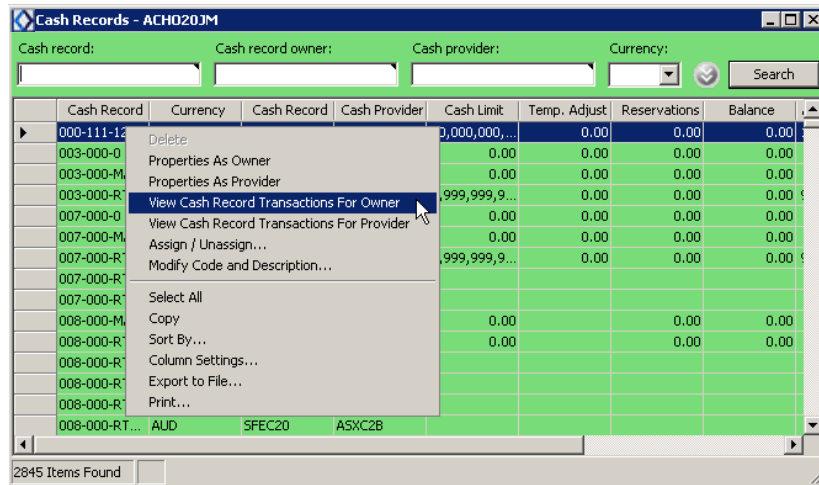 Cash Records - ACHO20JM
Cash record: Cash record owner: Cash provider: Currency:
Search
Cash Record Currency Cash Record Cash Provider Cash Limit Temp. Adjust Reservations Balance
000-111-12 0,000,000,... 0.00 0.00 0.00
003-000-0 0.00 0.00 0.00 0.00
003-000-M 0.00 0.00 0.00 0.00
003-000-RT ,999,999,9... 0.00 0.00 0.00 9
007-000-0 0.00 0.00 0.00 0.00
007-000-M 0.00 0.00 0.00 0.00
007-000-RT ,999,999,9... 0.00 0.00 0.00 9
007-000-RT
007-000-RT
008-000-M 0.00 0.00 0.00
008-000-RT 0.00 0.00 0.00
008-000-RT
008-000-RT
008-000-RT
008-000-RT... AUD SFEC20 ASXC2B
Delete
Properties As Owner
Properties As Provider
View Cash Record Transactions For Owner
View Cash Record Transactions For Provider
Assign / Unassign...
Modify Code and Description...
Select All
Copy
Sort By...
Column Settings...
Export to File...
Print...
2845 Items Found